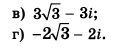 в) 3√3 − 3i;
г) −2√3 − 2i.